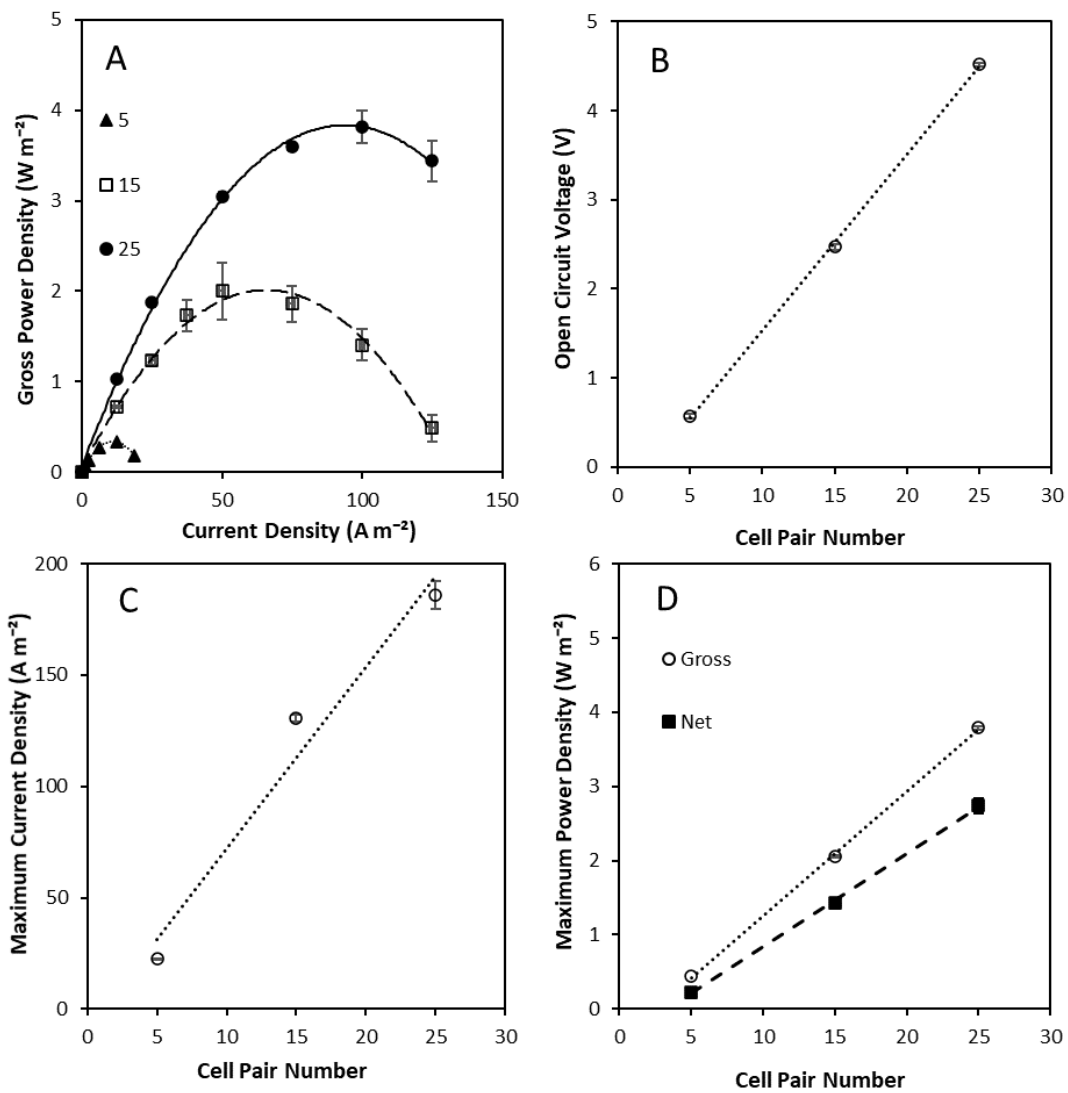 A
Gross Power Density (W m⁻²)
5
4
3
2
1
0
5
15
25
0 50 100 150
Current Density (A m⁻²)
B
Open Circuit Voltage (V)
5
4
3
2
1
0
0 5 10 15 20 25 30
Cell Pair Number
C
Maximum Current Density (A m⁻²)
200
150
100
50
0
0 5 10 15 20 25 30
Cell Pair Number
D
Maximum Power Density (W m⁻²)
6
5
4
3
2
1
0
Gross
Net
0 5 10 15 20 25 30
Cell Pair Number